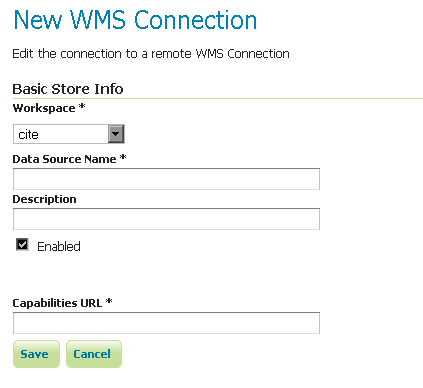 New WMS Connection
Edit the connection to a remote WMS Connection
Basic Store Info
Workspace *
cite
Data Source Name *
Description
Enabled
Capabilities URL *
Save Cancel